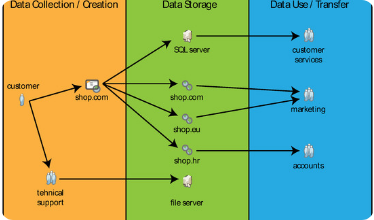 Data Collection / Creation
Data Storage
Data Use / Transfer
SQL server
customer
services
customer
shop.com
shop.com
marketing
shop.eu
shop.hr
accounts
tehnical
support
file server